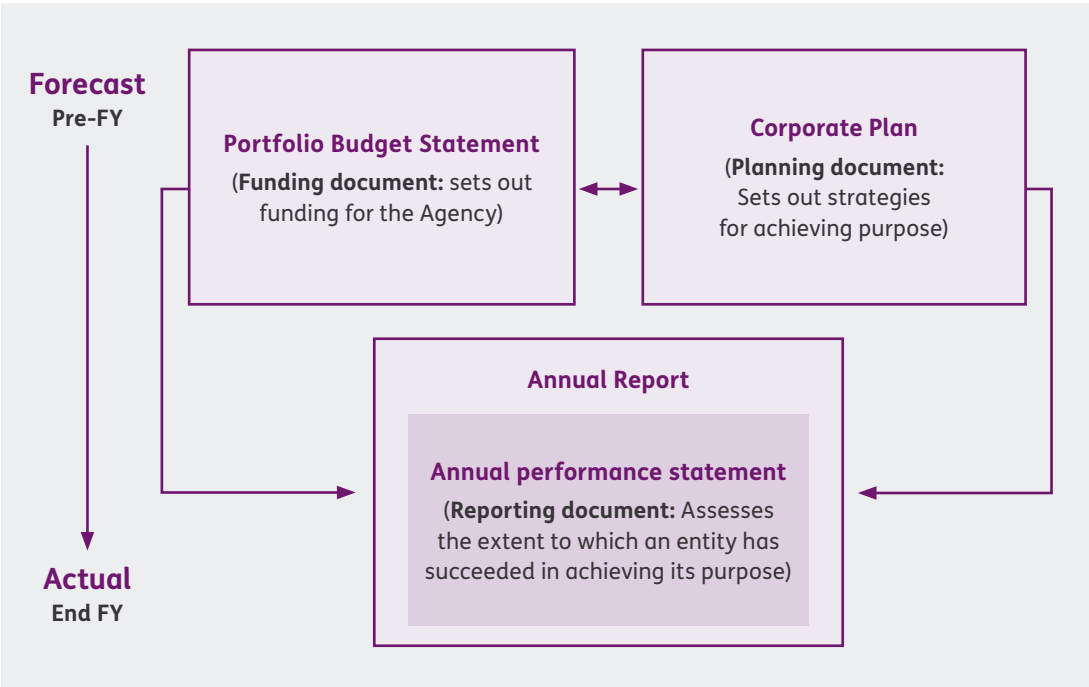 Forecast
Pre-FY
Portfolio Budget Statement
(Funding document: sets out
funding for the Agency)
Corporate Plan
(Planning document:
Sets out strategies
for achieving purpose)
Annual Report
Annual performance statement
(Reporting document: Assesses
the extent to which an entity has
succeeded in achieving its purpose)
Actual
End FY